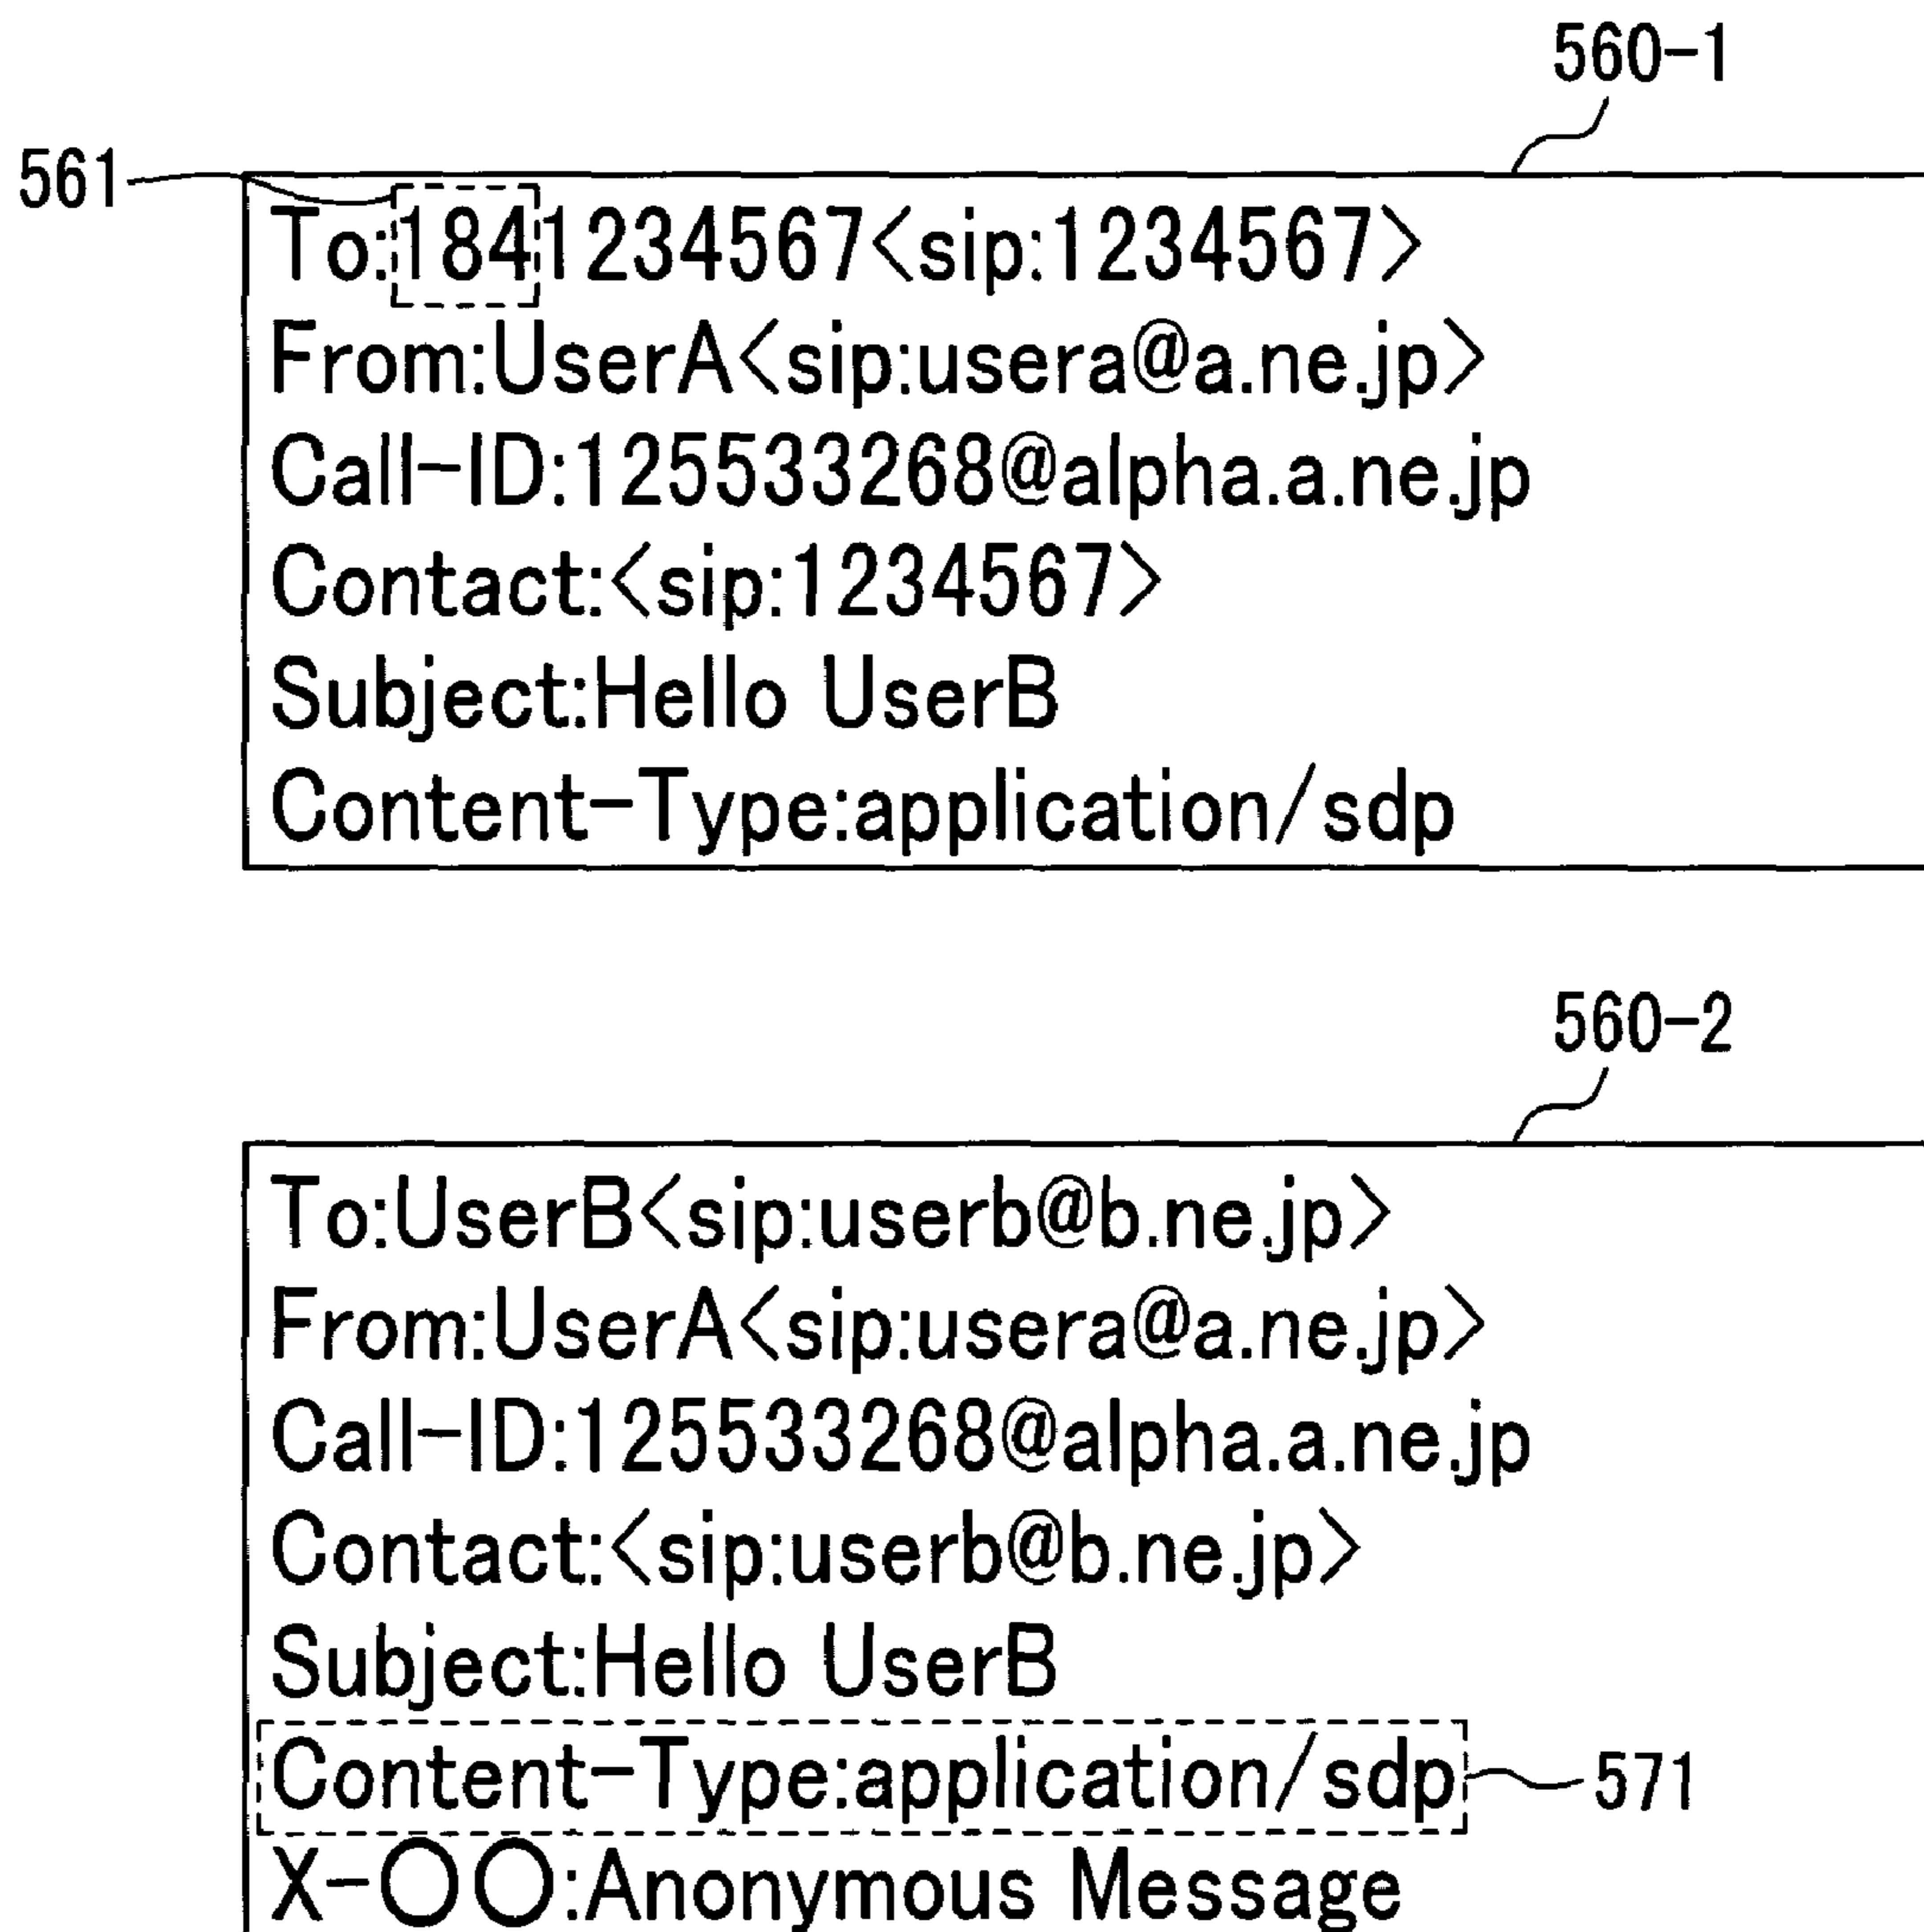 560-1
561
To:1841234567<sip:1234567>
From:UserA<sip:usera@a.ne.jp>
Call-ID:125533268@alpha.a.ne.jp
Contact:<sip:1234567>
Subject:Hello UserB
Content-Type:application/sdp
560-2
To:UserB<sip:userb@b.ne.jp>
From:UserA<sip:usera@a.ne.jp>
Call-ID:125533268@alpha.a.ne.jp
Contact:<sip:userb@b.ne.jp>
Subject:Hello UserB
Content-Type:application/sdp
571
X-○○:Anonymous Message